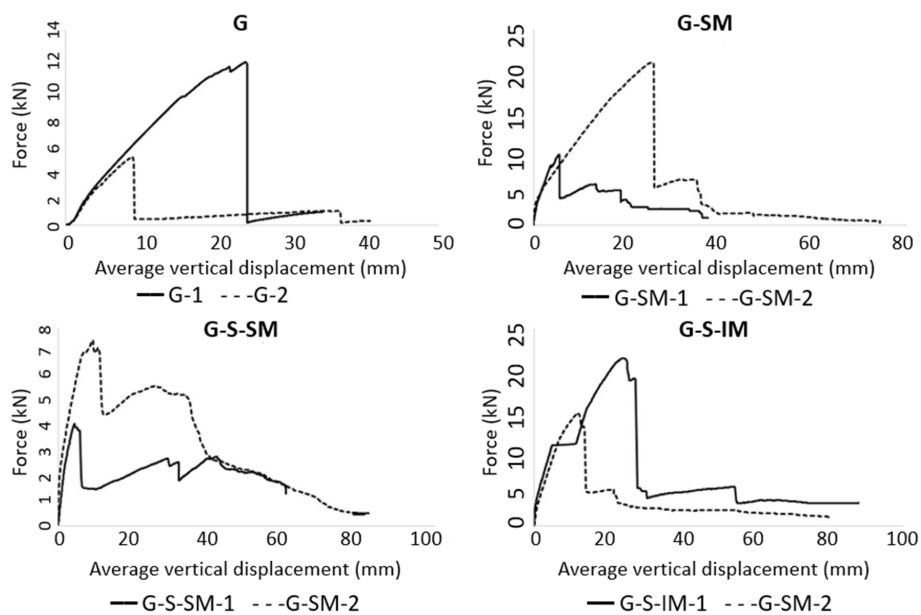 G
Force (kN)
14
12
10
8
6
4
2
0
0 10 20 30 40 50
Average vertical displacement (mm)
G-1 G-2
G-SM
Force (kN)
25
20
15
10
5
0
0 20 40 60 80
Average vertical displacement (mm)
G-SM-1 G-SM-2
G-S-SM
Force (kN)
8
7
6
5
4
3
2
1
0
0 20 40 60 80 100
Average vertical displacement (mm)
G-S-SM-1 G-SM-2
G-S-IM
Force (kN)
25
20
15
10
5
0
0 20 40 60 80 100
Average vertical displacement (mm)
G-S-IM-1 G-SM-2